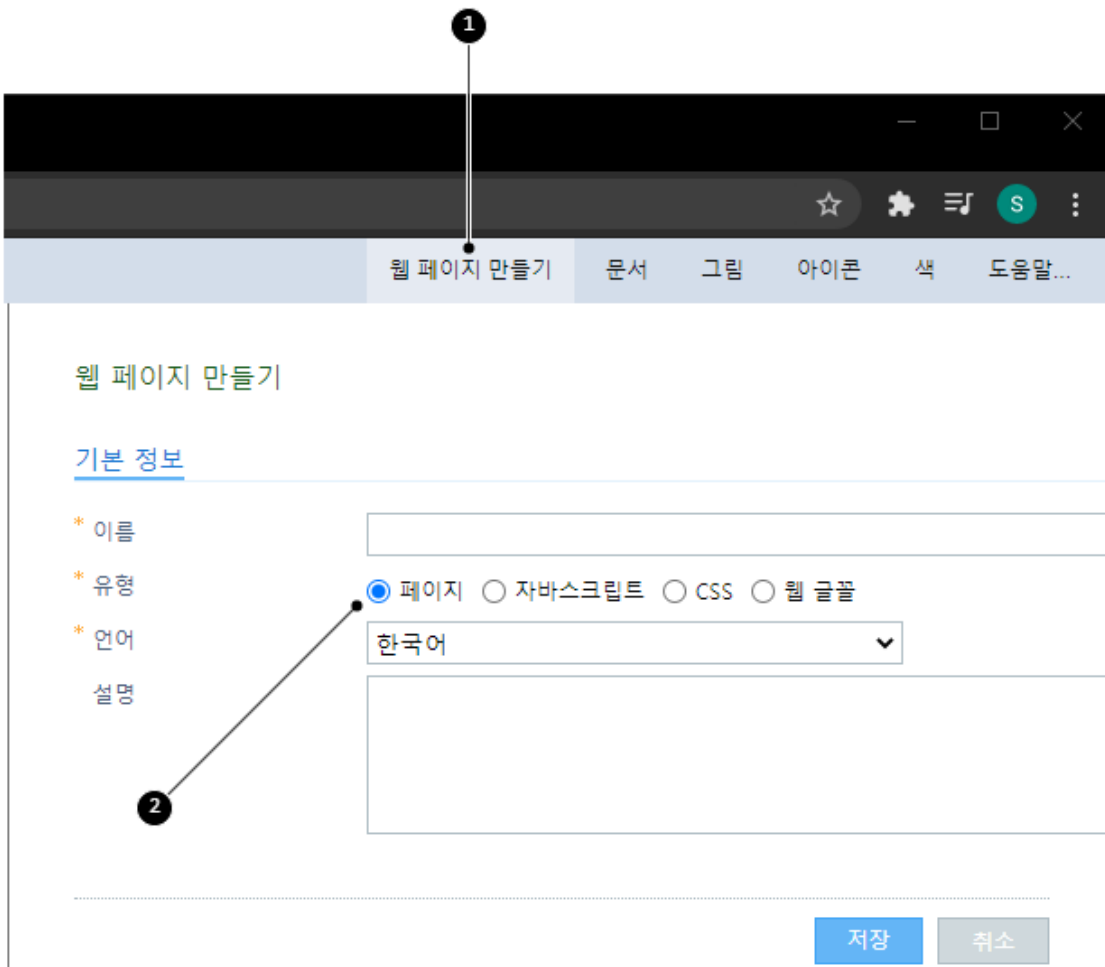 1
S
웹 페이지 만들기 문서 그림 아이콘 색 도움말...
웹 페이지 만들기
기본 정보
* 이름
* 유형 페이지 자바스크립트 CSS 웹 글꼴
* 언어 한국어
설명
2
저장 취소